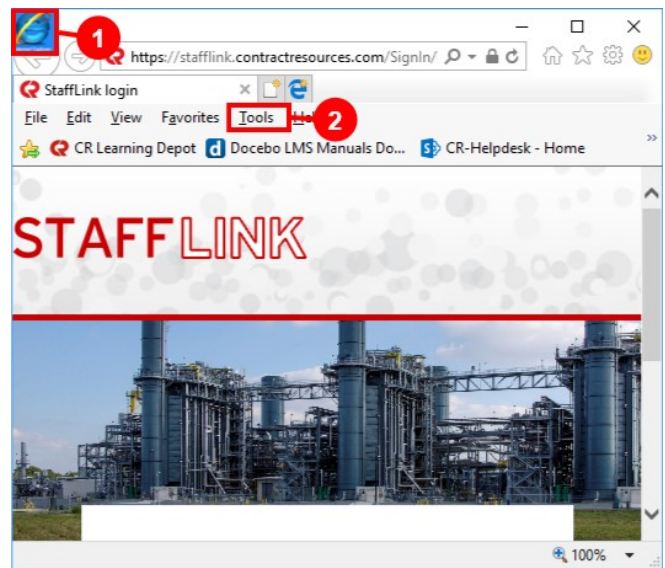 1
https://stafflink.contractresources.com/SignIn/
StaffLink login
File Edit View Favorites Tools
2
CR Learning Depot Docebo LMS Manuals Do... CR-Helpdesk - Home »
STAFFLINK
100%